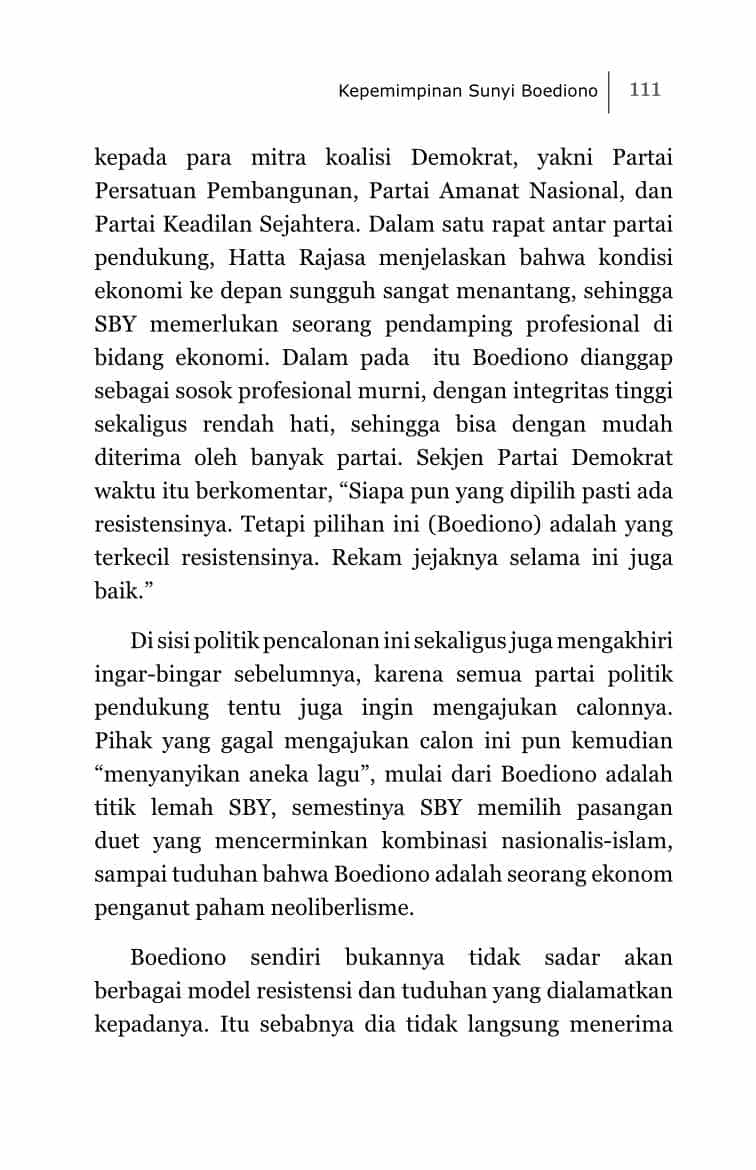 Kepemimpinan Sunyi Boediono 111
kepada para mitra koalisi Demokrat, yakni Partai
Persatuan Pembangunan, Partai Amanat Nasional, dan
Partai Keadilan Sejahtera. Dalam satu rapat antar partai
pendukung, Hatta Rajasa menjelaskan bahwa kondisi
ekonomi ke depan sungguh sangat menantang, sehingga
SBY memerlukan seorang pendamping profesional di
bidang ekonomi. Dalam pada itu Boediono dianggap
sebagai sosok profesional murni, dengan integritas tinggi
sekaligus rendah hati, sehingga bisa dengan mudah
diterima oleh banyak partai. Sekjen Partai Demokrat
waktu itu berkomentar, “Siapa pun yang dipilih pasti ada
resistensinya. Tetapi pilihan ini (Boediono) adalah yang
terkecil resistensinya. Rekam jejaknya selama ini juga
baik.”
Di sisi politik pencalonan ini sekaligus juga mengakhiri
ingar-bingar sebelumnya, karena semua partai politik
pendukung tentu juga ingin mengajukan calonnya.
Pihak yang gagal mengajukan calon ini pun kemudian
“menyanyikan aneka lagu”, mulai dari Boediono adalah
titik lemah SBY, semestinya SBY memilih pasangan
duet yang mencerminkan kombinasi nasionalis-islam,
sampai tuduhan bahwa Boediono adalah seorang ekonom
penganut paham neoliberlisme.
Boediono sendiri bukannya tidak sadar akan
berbagai model resistensi dan tuduhan yang dialamatkan
kepadanya. Itu sebabnya dia tidak langsung menerima